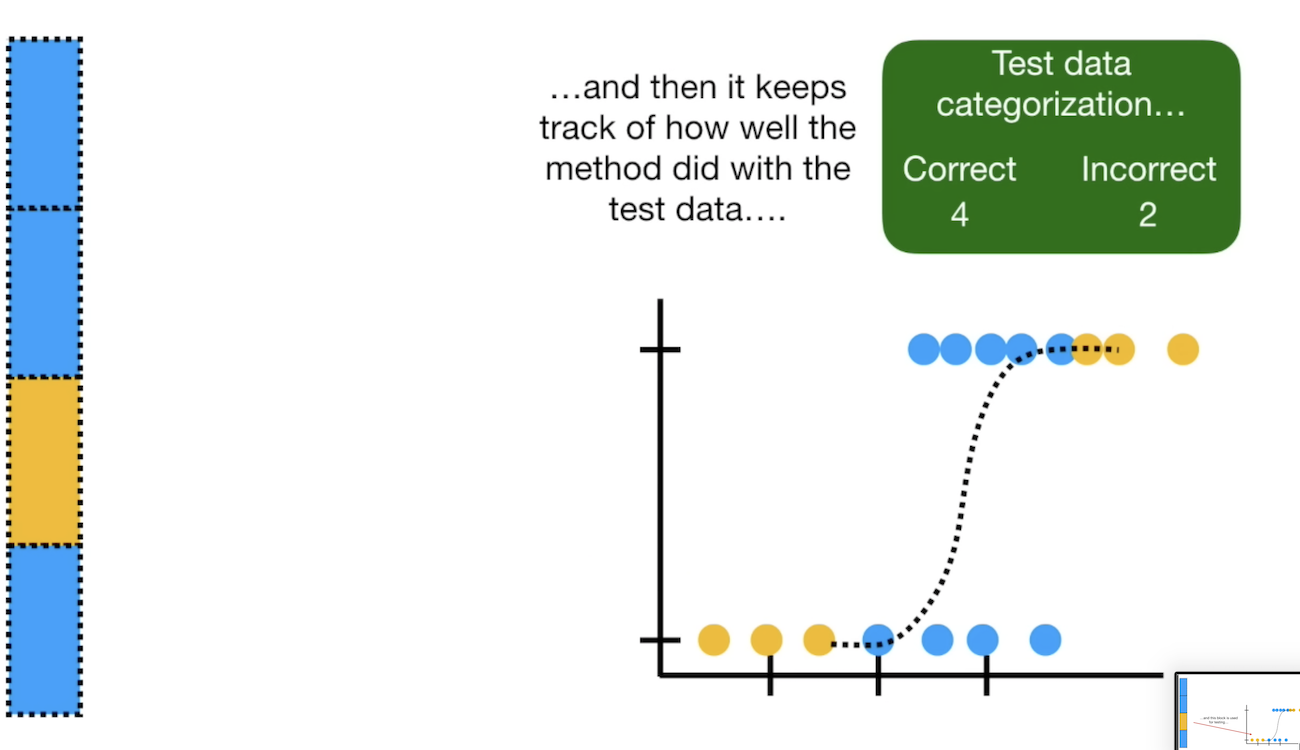 …and then it keeps
track of how well the
method did with the
test data….
Test data
categorization…
Correct Incorrect
4 2